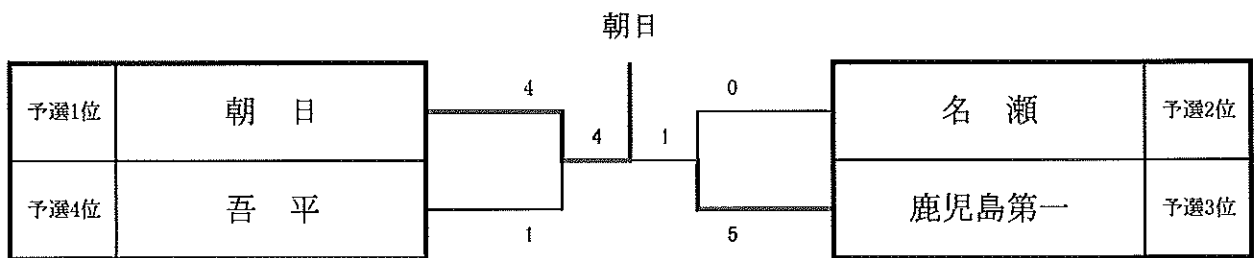 朝日
予選1位 朝 日 4 0 名 瀬 予選2位
4 1
予選4位 吾 平 1 5 鹿児島第一 予選3位